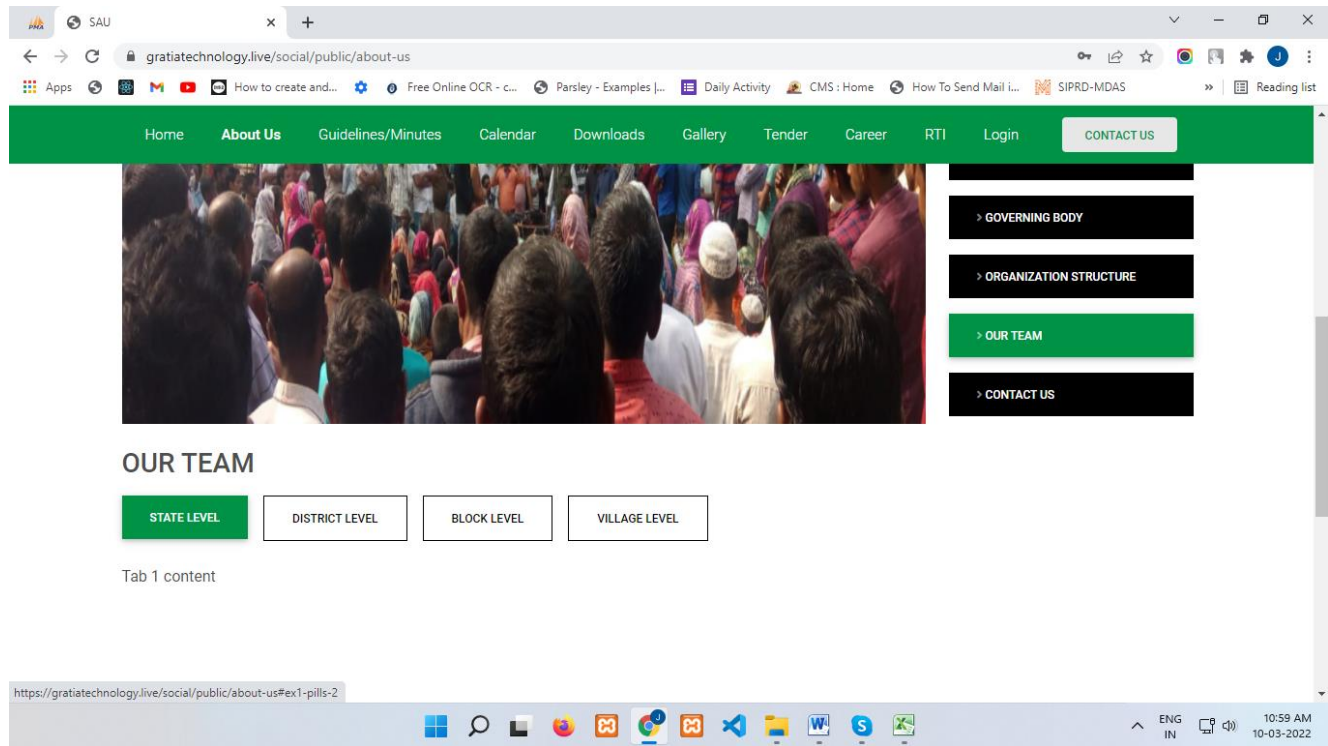 PMA
SAU
gratiatechnology.live/social/public/about-us
Apps
How to create and...
Free Online OCR - c...
Parsley - Examples |...
Daily Activity
CMS : Home
How To Send Mail i...
SIPRD-MDAS
»
Reading list
Home About Us Guidelines/Minutes Calendar Downloads Gallery Tender Career RTI Login CONTACT US
> GOVERNING BODY
> ORGANIZATION STRUCTURE
> OUR TEAM
> CONTACT US
OUR TEAM
STATE LEVEL DISTRICT LEVEL BLOCK LEVEL VILLAGE LEVEL
Tab 1 content
https://gratiatechnology.live/social/public/about-us#ex1-pills-2
ENG
IN
10:59 AM
10-03-2022